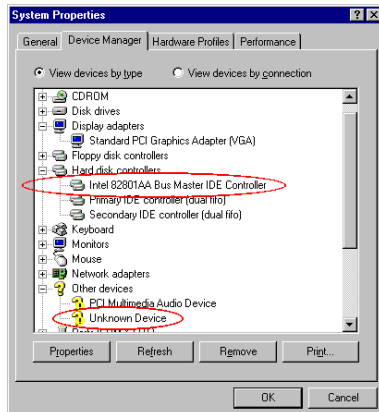 System Properties
General Device Manager Hardware Profiles Performance
View devices by type View devices by connection
CDROM
Disk drives
Display adapters
Standard PCI Graphics Adapter (VGA)
Floppy disk controllers
Hard disk controllers
Intel 82801AA Bus Master IDE Controller
Primary IDE controller (dual fifo)
Secondary IDE controller (dual fifo)
Keyboard
Monitors
Mouse
Network adapters
Other devices
PCI Multimedia Audio Device
Unknown Device
Ports (COM & LPT)
Properties Refresh Remove Print...
OK Cancel